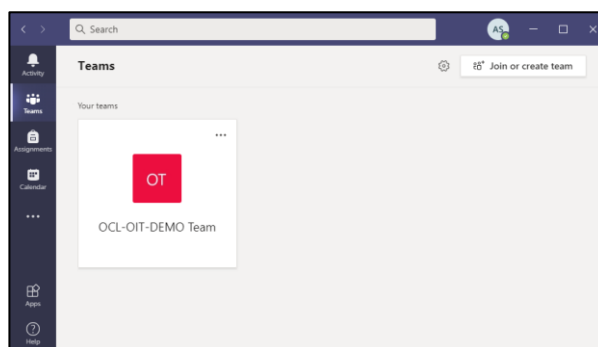 Search
AS
Activity
Teams
Assignments
Calendar
Apps
Help
Teams
Join or create team
Your teams
OT
OCL-OIT-DEMO Team